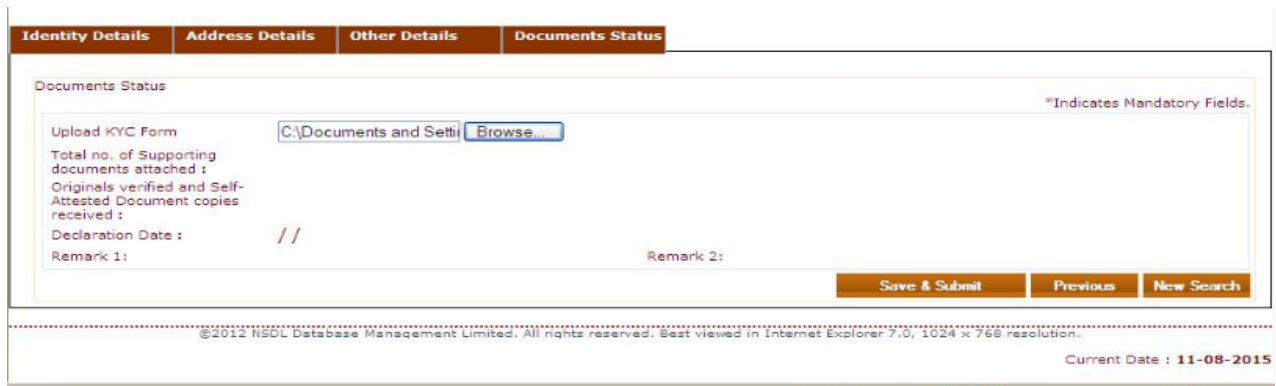 Identity Details Address Details Other Details Documents Status
Documents Status
*Indicates Mandatory Fields.
Upload KYC Form C:\Documents and Settin Browse...
Total no. of Supporting
documents attached :
Originals verified and Self-
Attested Document copies
received :
Declaration Date : / /
Remark 1: Remark 2:
Save & Submit Previous New Search
©2012 NSDL Database Management Limited. All rights reserved. Best viewed in Internet Explorer 7.0, 1024 x 768 resolution.
Current Date : 11-08-2015